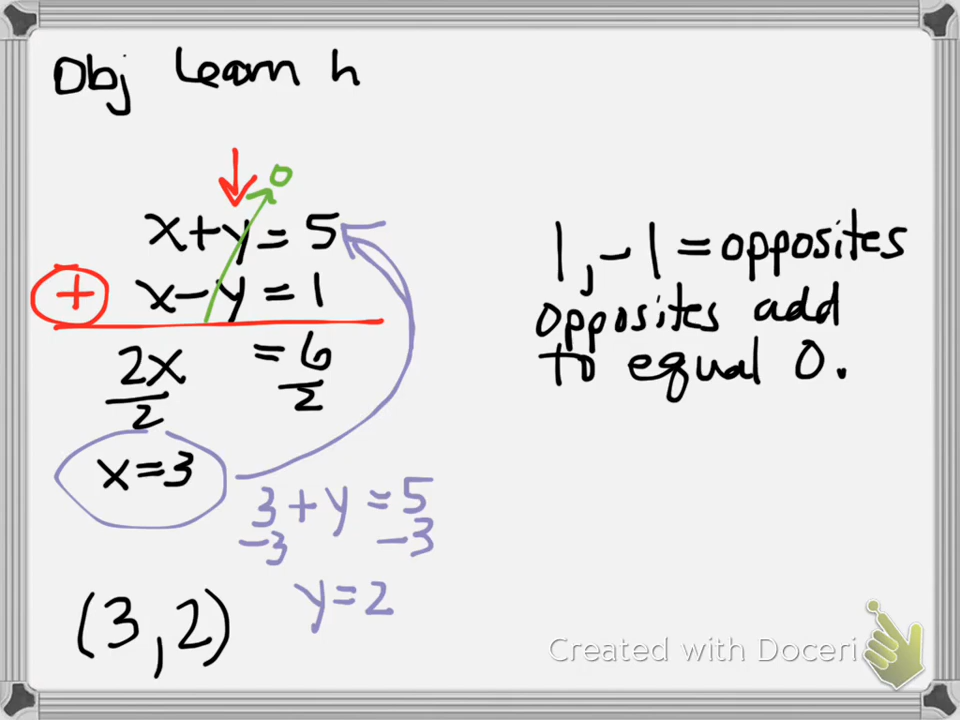 Obj Learn h
0
x+y=5
+ x-y=1
2x =6
2 2
x=3
3+y=5
-3 -3
y=2
(3,2)
1,-1=opposites
opposites add
to equal 0.
Created with Doceri